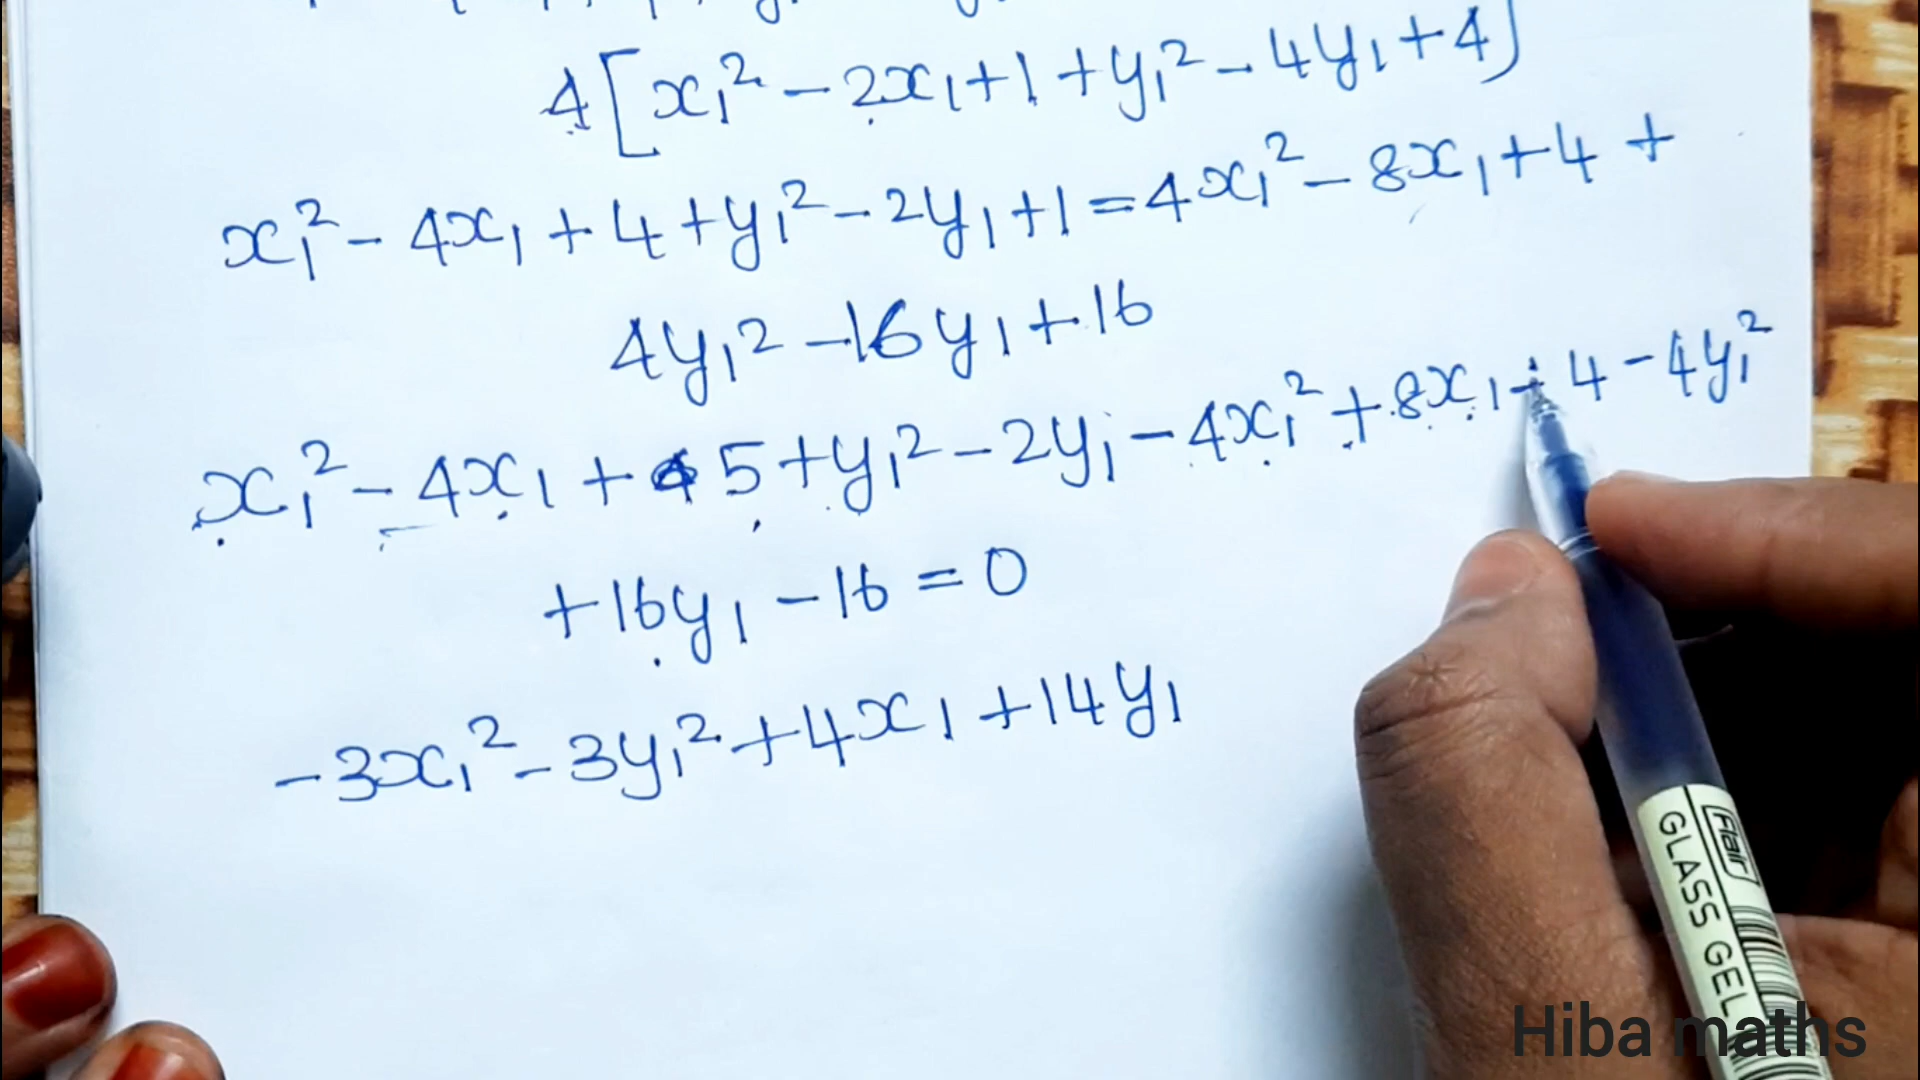 4[x₁² - 2x₁ + 1 + y₁² - 4y₁ + 4]
x₁² - 4x₁ + 4 + y₁² - 2y₁ + 1 = 4x₁² - 8x₁ + 4 +
4y₁² - 16y₁ + 16
x₁² - 4x₁ + 5 + y₁² - 2y₁ - 4x₁² + 8x₁ - 4 - 4y₁²
+ 16y₁ - 16 = 0
-3x₁² - 3y₁² + 4x₁ + 14y₁
Flair
GLASS GEL
Hiba maths